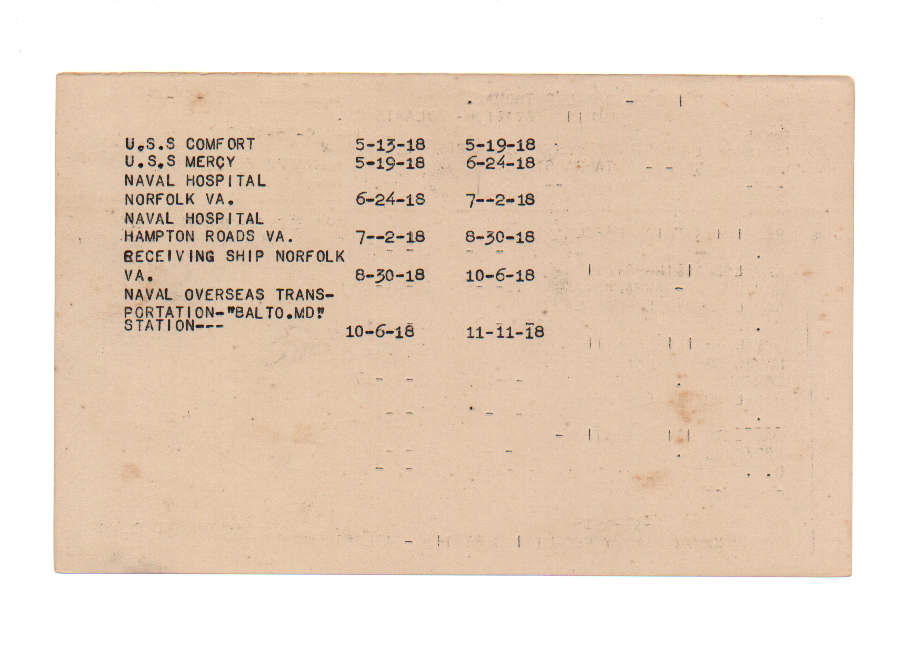 U.S.S COMFORT 5-13-18 5-19-18
U.S.S MERCY 5-19-18 6-24-18
NAVAL HOSPITAL
NORFOLK VA. 6-24-18 7--2-18
NAVAL HOSPITAL
HAMPTON ROADS VA. 7--2-18 8-30-18
RECEIVING SHIP NORFOLK
VA. 8-30-18 10-6-18
NAVAL OVERSEAS TRANS-
PORTATION-"BALTO.MD"
STATION--- 10-6-18 11-11-18